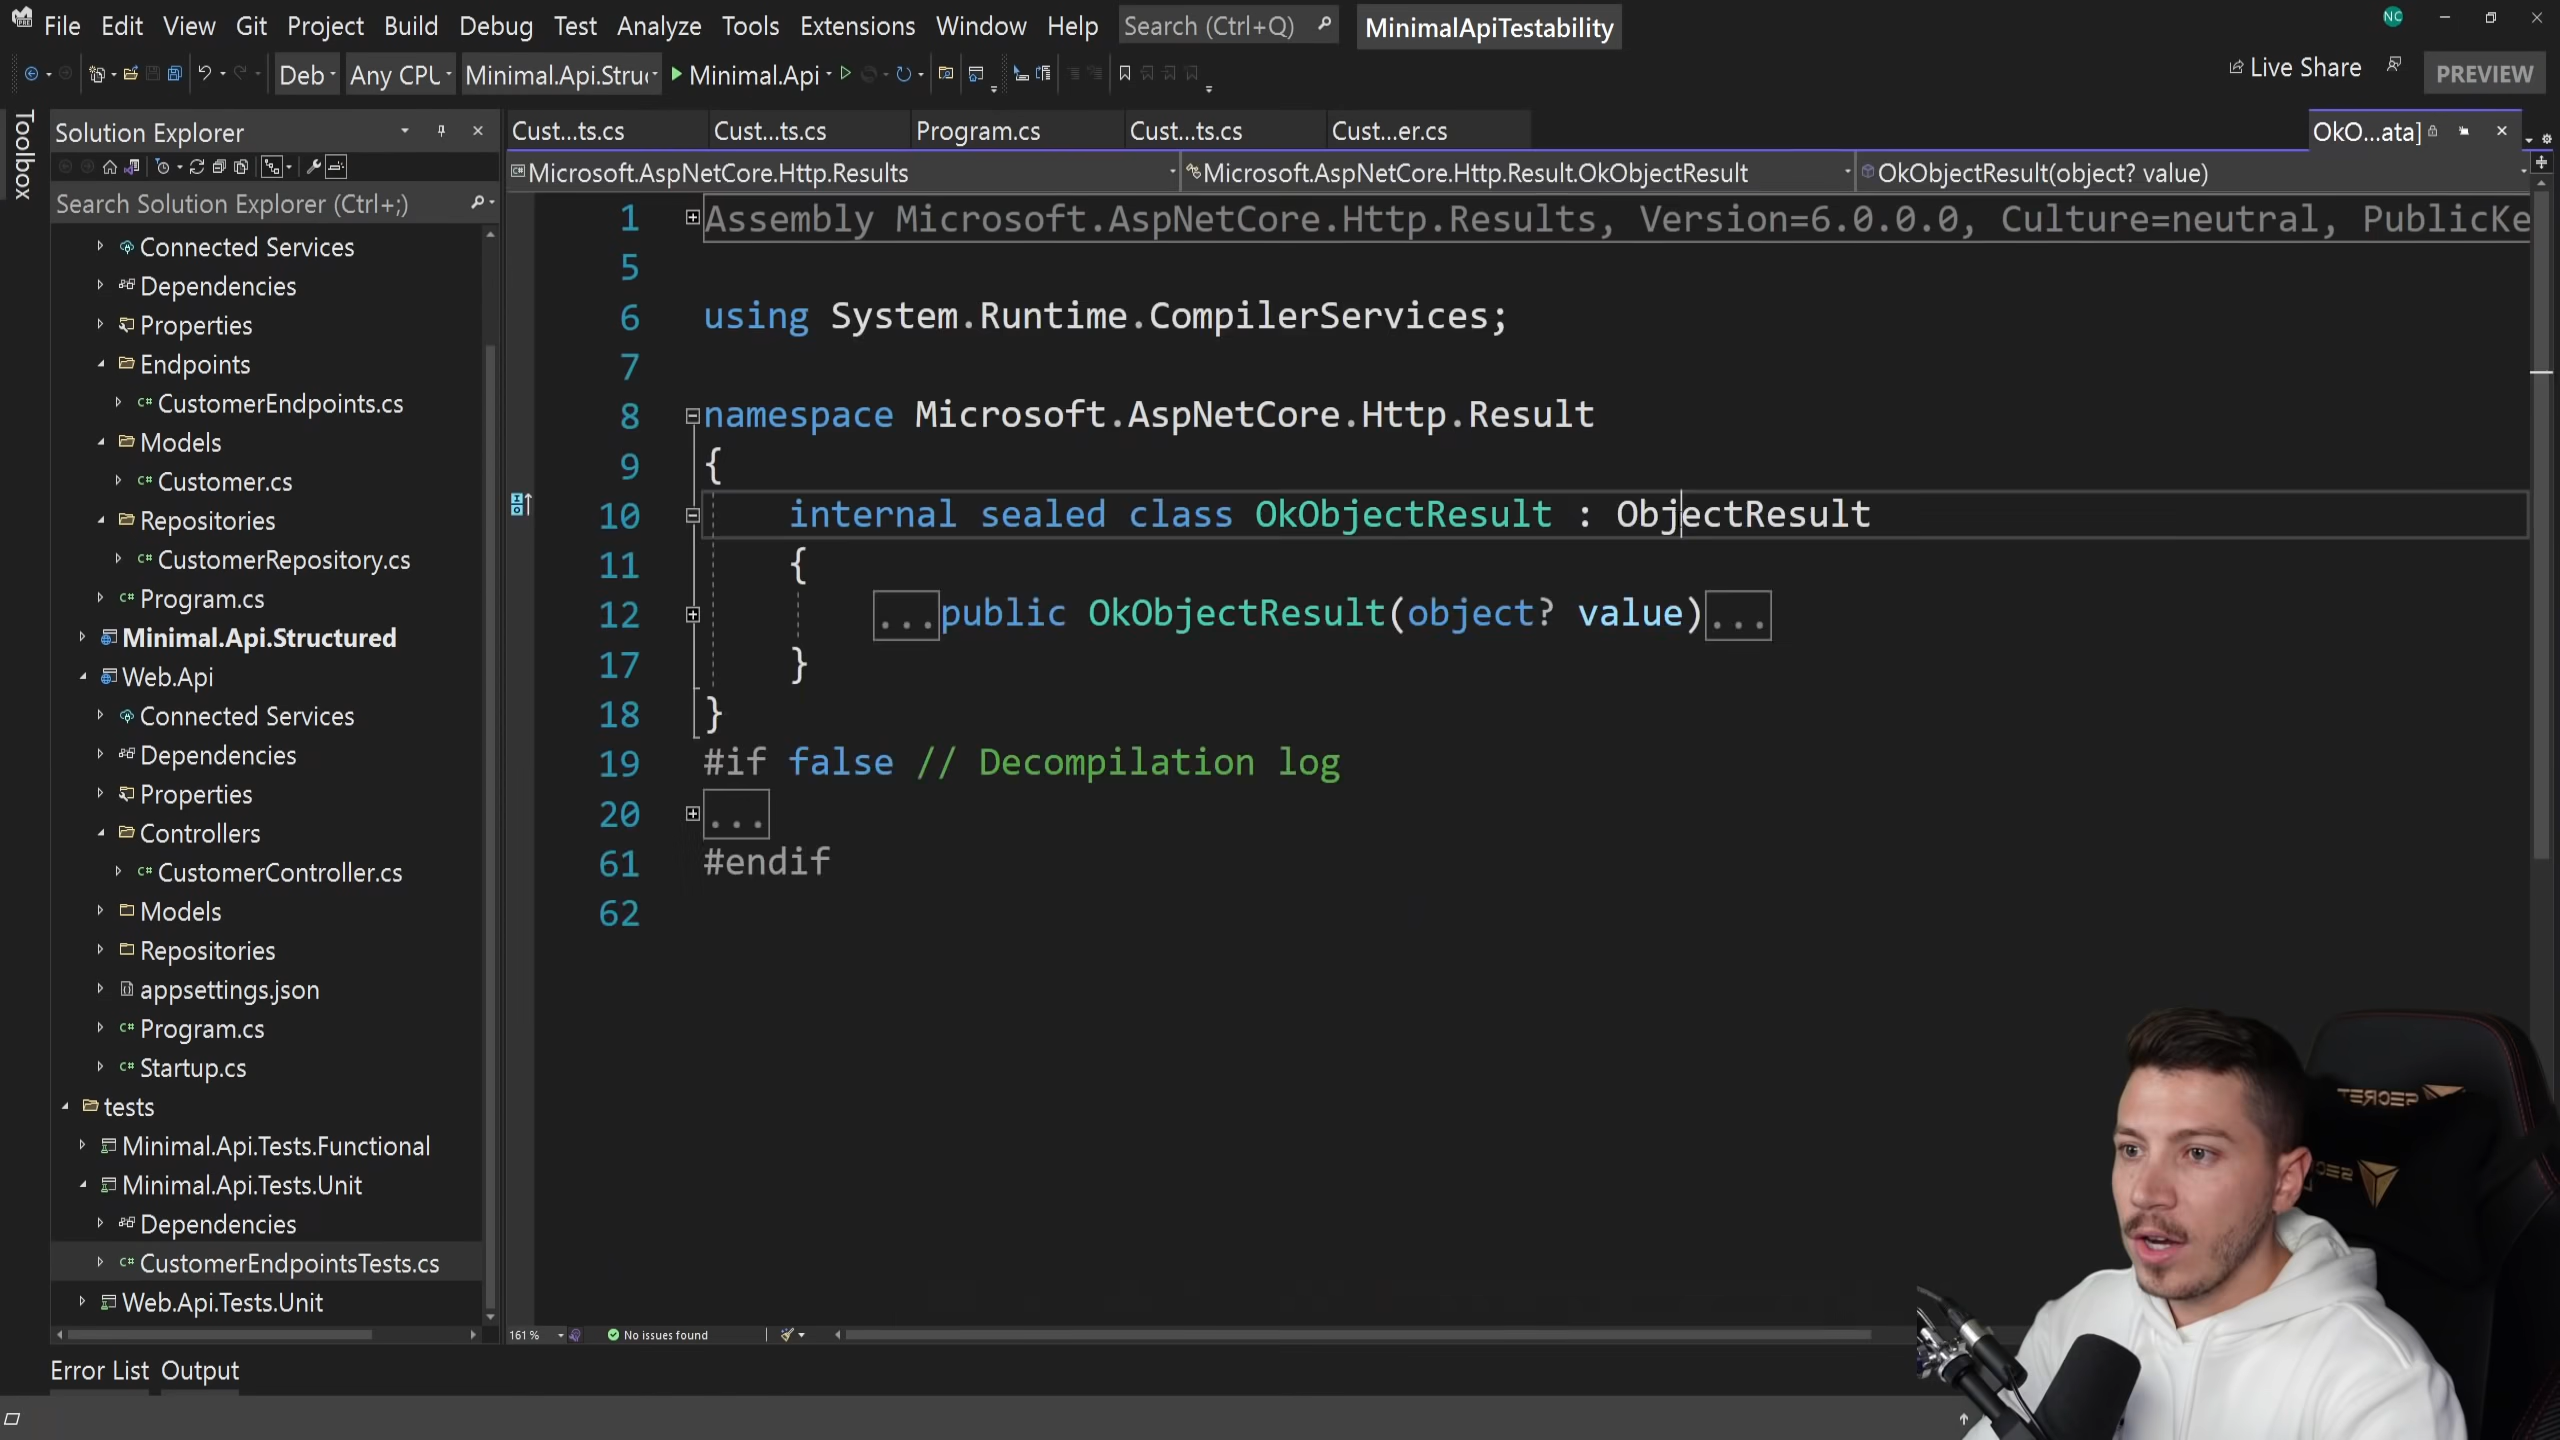 File Edit View Git Project Build Debug Test Analyze Tools Extensions Window Help Search (Ctrl+Q) MinimalApiTestability NC
Deb Any CPU Minimal.Api.Struc Minimal.Api Live Share PREVIEW
Toolbox
Solution Explorer
Search Solution Explorer (Ctrl+;)
Connected Services
Dependencies
Properties
Endpoints
CustomerEndpoints.cs
Models
Customer.cs
Repositories
CustomerRepository.cs
Program.cs
Minimal.Api.Structured
Web.Api
Connected Services
Dependencies
Properties
Controllers
CustomerController.cs
Models
Repositories
appsettings.json
Program.cs
Startup.cs
tests
Minimal.Api.Tests.Functional
Minimal.Api.Tests.Unit
Dependencies
CustomerEndpointsTests.cs
Web.Api.Tests.Unit
Cust...ts.cs Cust...ts.cs Program.cs Cust...ts.cs Cust...er.cs OkO...ata]
Microsoft.AspNetCore.Http.Results Microsoft.AspNetCore.Http.Result.OkObjectResult OkObjectResult(object? value)
1 Assembly Microsoft.AspNetCore.Http.Results, Version=6.0.0.0, Culture=neutral, PublicKe
5
6 using System.Runtime.CompilerServices;
7
8 namespace Microsoft.AspNetCore.Http.Result
9 {
10 internal sealed class OkObjectResult : ObjectResult
11 {
12 ...public OkObjectResult(object? value)...
17 }
18 }
19 #if false // Decompilation log
20 ...
61 #endif
62
161 % No issues found
Error List Output